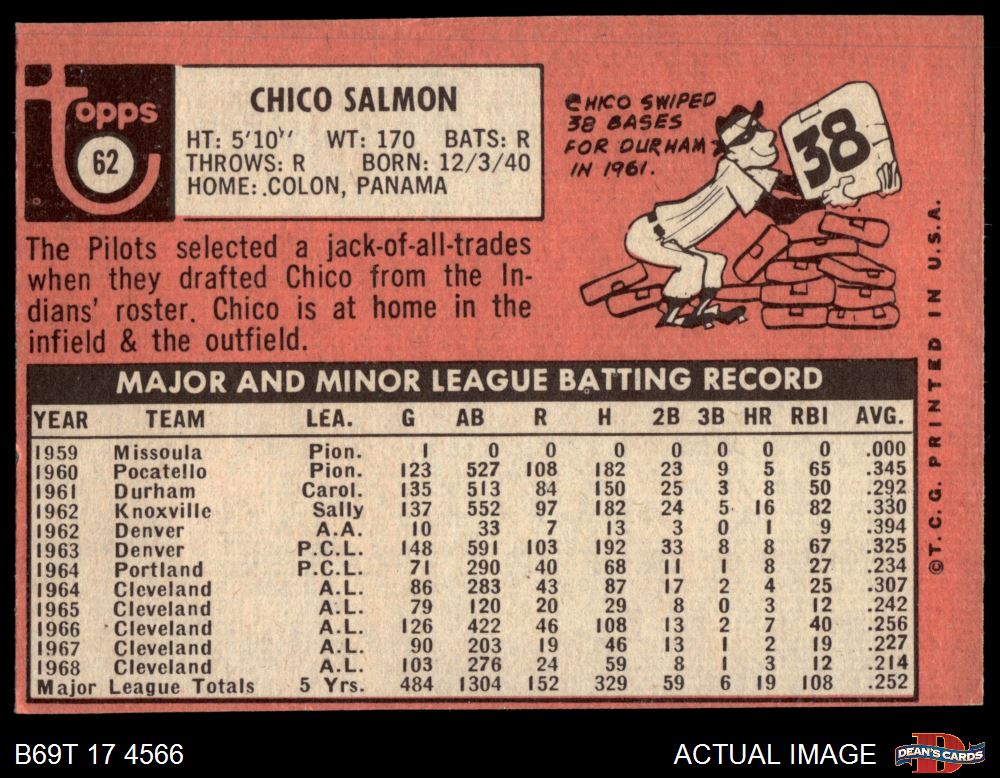 topps
62
CHICO SALMON
HT: 5'10" WT: 170 BATS: R
THROWS: R BORN: 12/3/40
HOME: COLON, PANAMA
CHICO SWIPED
38 BASES
FOR DURHAM
IN 1961.
38
The Pilots selected a jack-of-all-trades
when they drafted Chico from the In-
dians' roster. Chico is at home in the
infield & the outfield.
MAJOR AND MINOR LEAGUE BATTING RECORD
YEAR TEAM LEA. G AB R H 2B 3B HR RBI AVG.
1959 Missoula Pion. 1 0 0 0 0 0 0 0 .000
1960 Pocatello Pion. 123 527 108 182 23 9 5 65 .345
1961 Durham Carol. 135 513 84 150 25 3 8 50 .292
1962 Knoxville Sally 137 552 97 182 24 5 16 82 .330
1962 Denver A.A. 10 33 7 13 3 0 1 9 .394
1963 Denver P.C.L. 148 591 103 192 33 8 8 67 .325
1964 Portland P.C.L. 71 290 40 68 11 1 8 27 .234
1964 Cleveland A.L. 86 283 43 87 17 2 4 25 .307
1965 Cleveland A.L. 79 120 20 29 8 0 3 12 .242
1966 Cleveland A.L. 126 422 46 108 13 2 7 40 .256
1967 Cleveland A.L. 90 203 19 46 13 1 2 19 .227
1968 Cleveland A.L. 103 276 24 59 8 1 3 12 .214
Major League Totals 5 Yrs. 484 1304 152 329 59 6 19 108 .252
©T.C.G. PRINTED IN U.S.A.
B69T 17 4566
ACTUAL IMAGE
DEAN'S CARDS